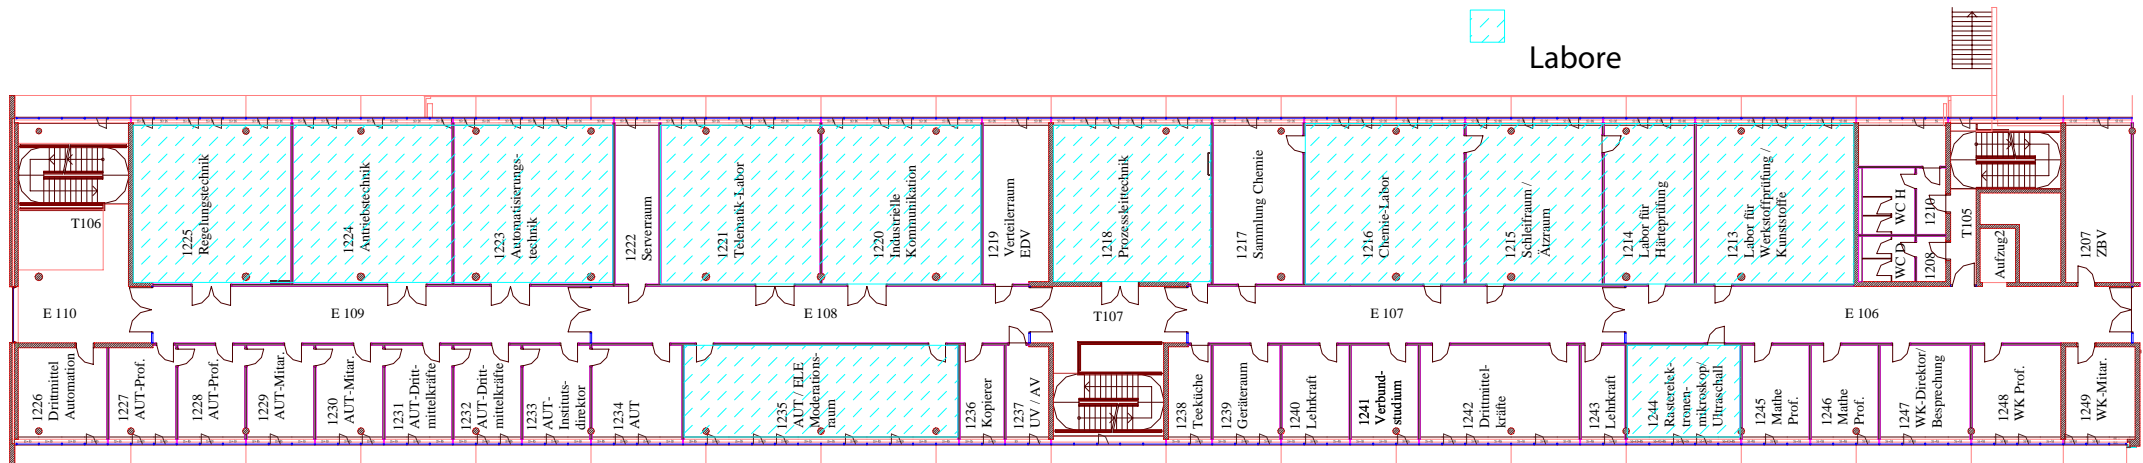 Labore
T106
1225
Regelungstechnik
1224
Antriebstechnik
1223
Automatisierungs-
technik
1222
Serverraum
1221
Telematik-Labor
1220
Industrielle
Kommunikation
1219
Verteilerraum
EDV
1218
Prozessleittechnik
1217
Sammlung Chemie
1216
Chemie-Labor
1215
Schleifraum /
Ätzraum
1214
Labor für
Härteprüfung
1213
Labor für
Werkstoffprüfung /
Kunststoffe
WC H
WC D
1210
1208
T105
Aufzug2
1207
ZBV
E 110
E 109
E 108
T107
E 107
E 106
1226
Drittmittel
Automation
1227
AUT-Prof.
1228
AUT-Prof.
1229
AUT-Mitar.
1230
AUT-Mitar.
1231
AUT-Dritt-
mittelkräfte
1232
AUT-Dritt-
mittelkräfte
1233
AUT-
Instituts-
direktor
1234
AUT
1235
AUT / ELE
Moderations-
raum
1236
Kopierer
1237
UV / AV
1238
Teeküche
1239
Geräteraum
1240
Lehrkraft
1241
Verbund-
studium
1242
Drittmittel-
kräfte
1243
Lehrkraft
1244
Rasterelek-
tronen-
mikroskop/
Ultraschall
1245
Mathe
Prof.
1246
Mathe
Prof.
1247
WK-Direktor/
Besprechung
1248
WK Prof.
1249
WK-Mitar.